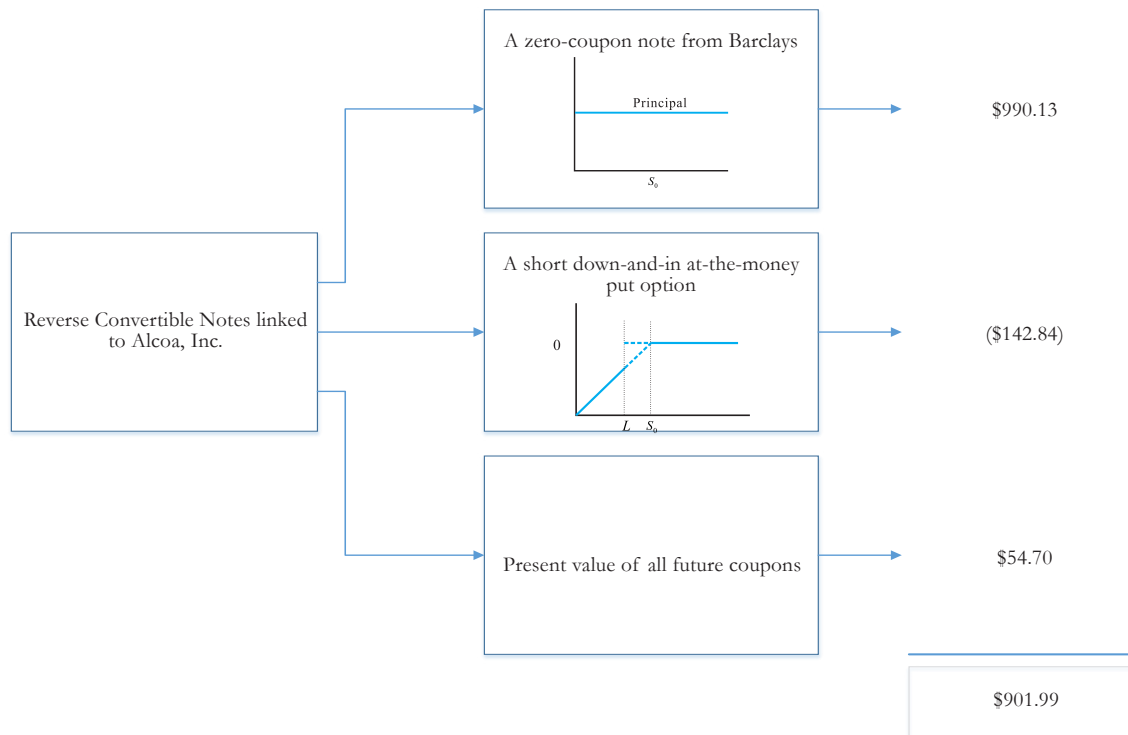 A zero-coupon note from Barclays
Principal
S₀
$990.13
Reverse Convertible Notes linked
to Alcoa, Inc.
A short down-and-in at-the-money
put option
0
L
S₀
($142.84)
Present value of all future coupons
$54.70
$901.99